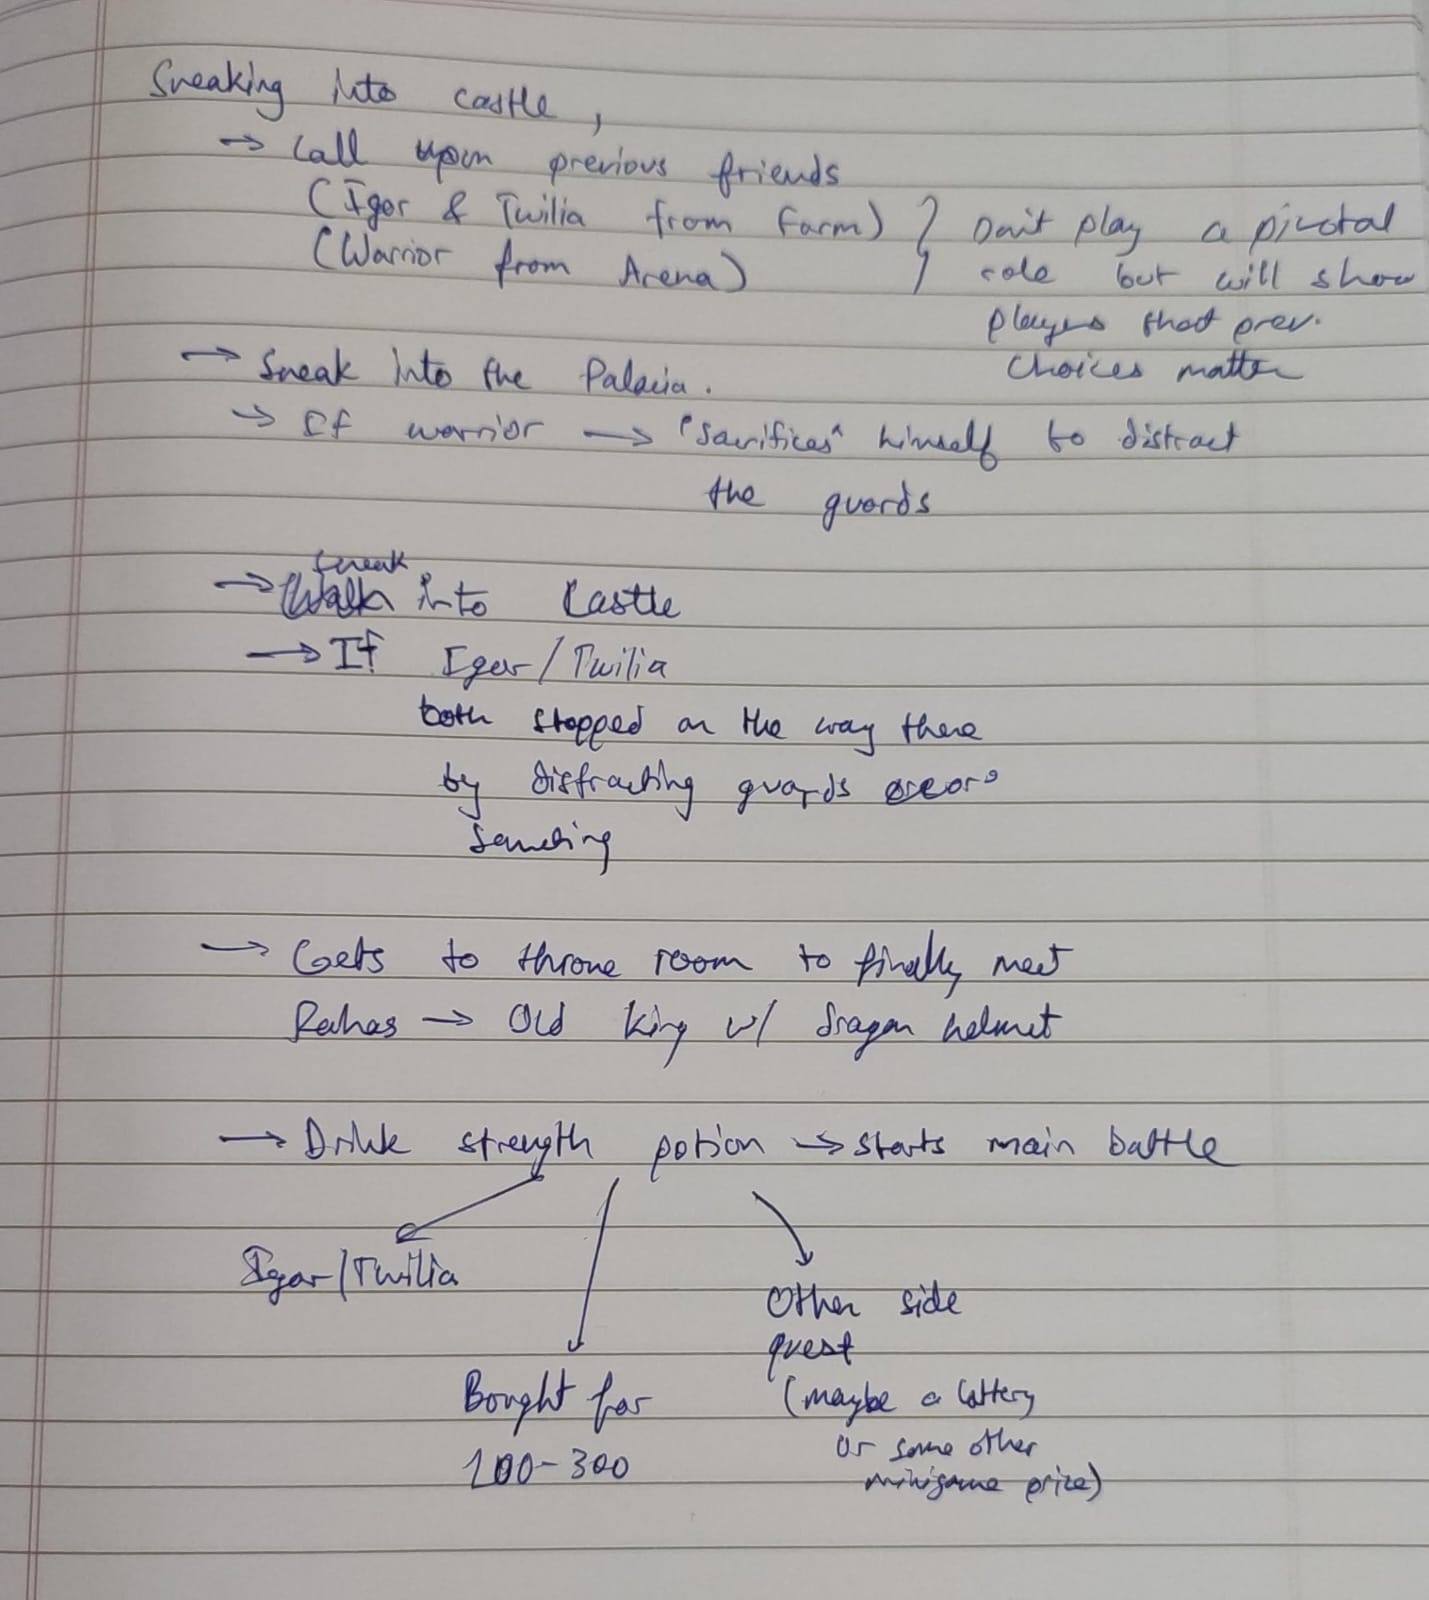 Sneaking into castle,
→ Call upon previous friends
(Igor & Twilia from Farm) } Don't play a pivotal
(Warrior from Arena) role but will show
players that prev.
choices matter
→ Sneak into the Palacia.
→ If warrior → "Sacrifices" himself to distract
the guards
sneak
→ Walk into Castle
→ If Igor/Twilia
both stopped on the way there
by distracting guards or
→ Gets to throne room to finally meet
Rahas → Old King w/ dragon helmet
→ Drink strength potion → starts main battle
Igor/Twilia
Other side
quest
Bought for
(maybe a lottery
100-300
or some other
minigame prize)